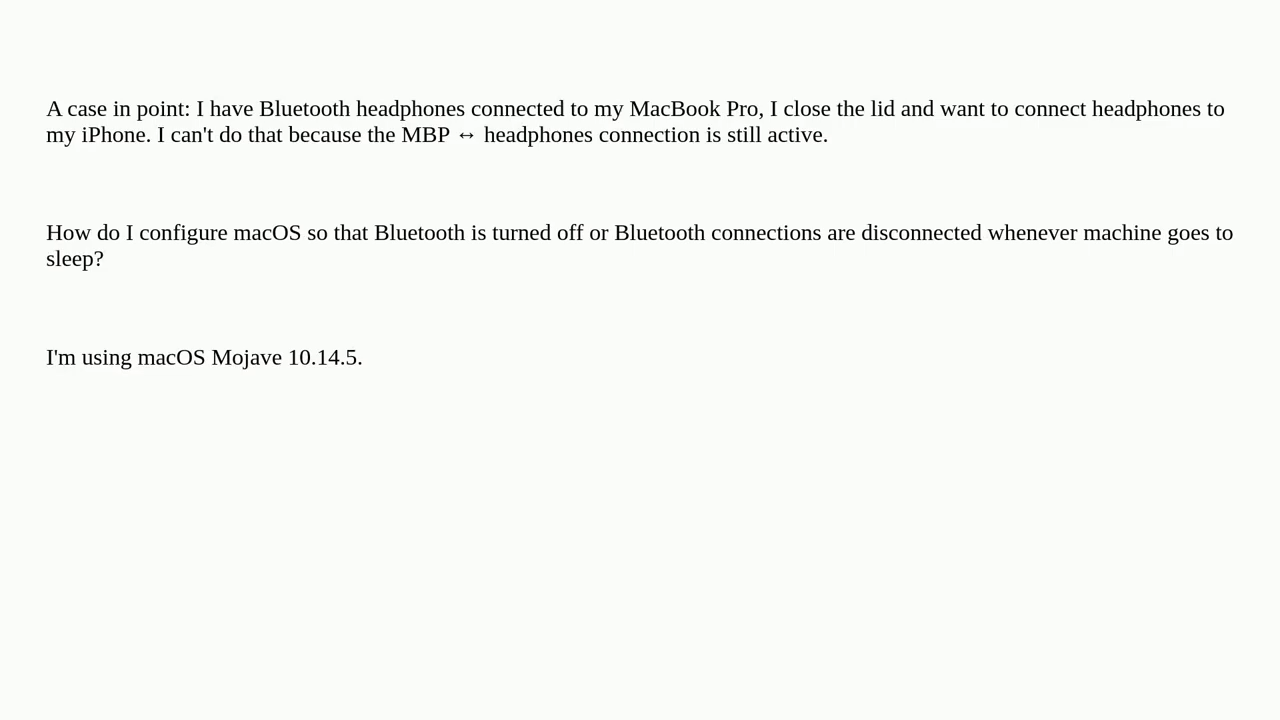 A case in point: I have Bluetooth headphones connected to my MacBook Pro, I close the lid and want to connect headphones to
my iPhone. I can't do that because the MBP ↔ headphones connection is still active.
How do I configure macOS so that Bluetooth is turned off or Bluetooth connections are disconnected whenever machine goes to
sleep?
I'm using macOS Mojave 10.14.5.